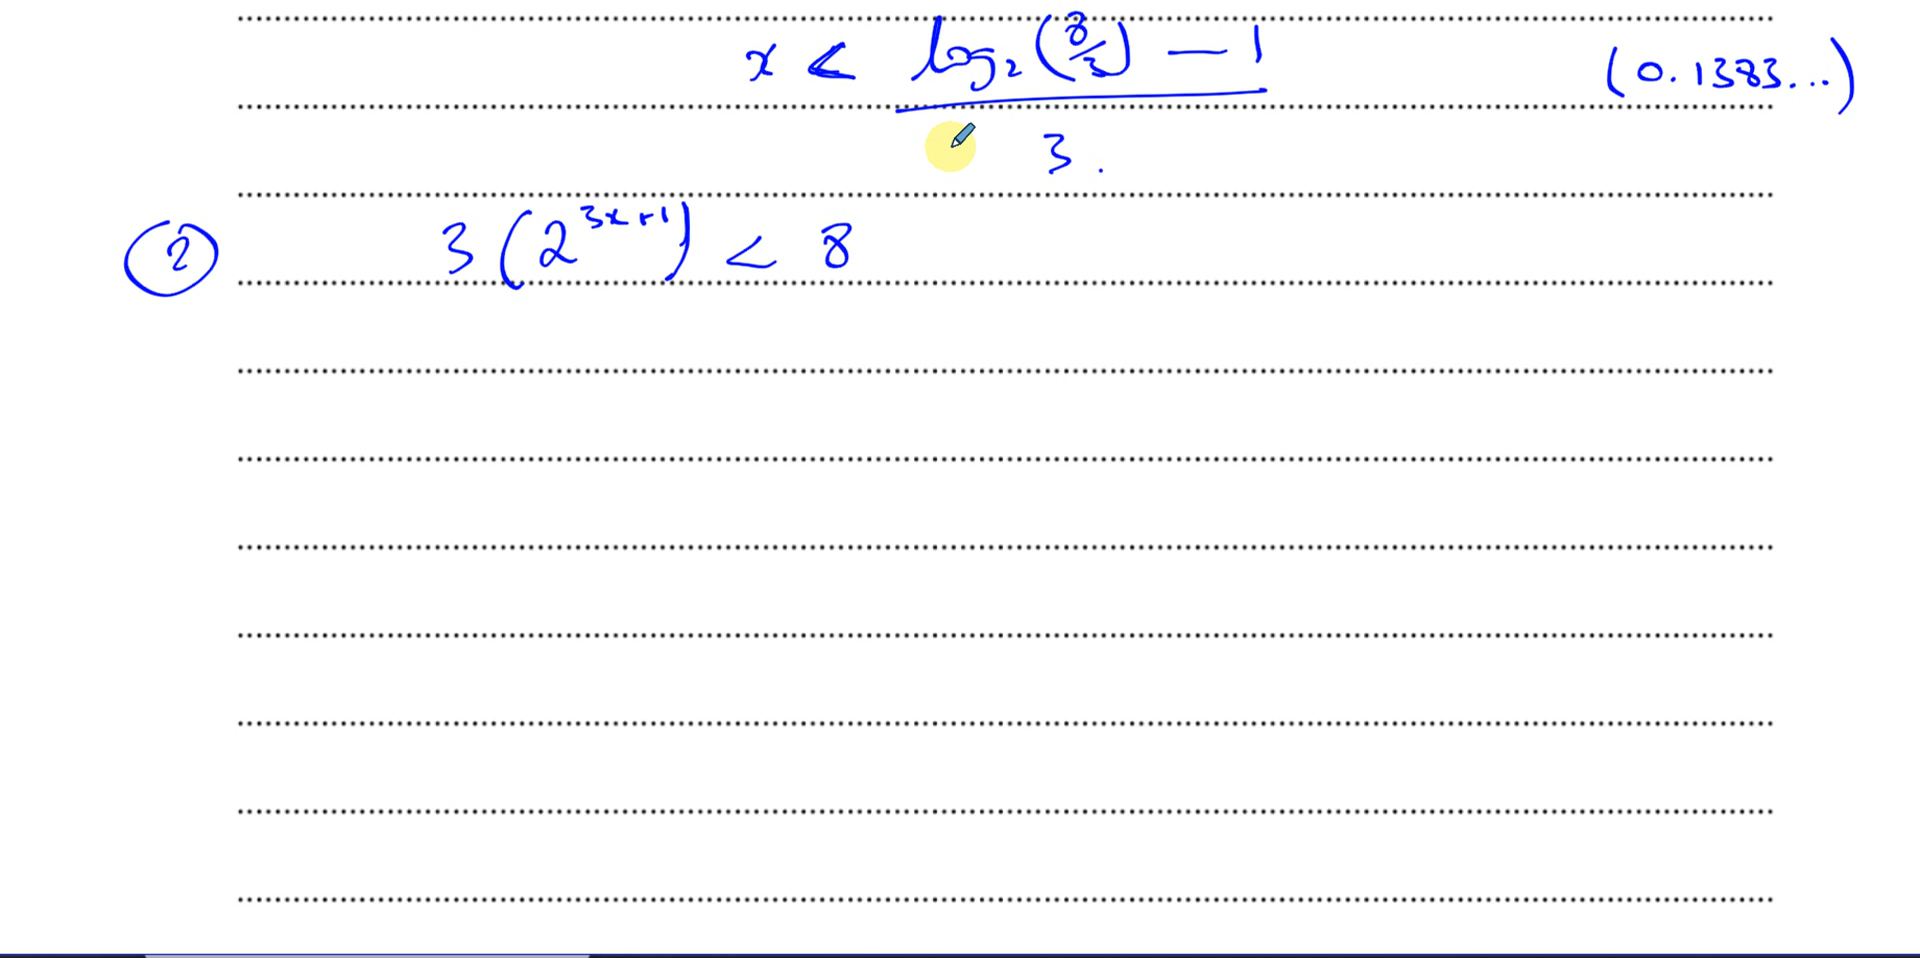 x < log₂(8/3) − 1 (0.1383...)
3.
② 3(2^{3x+1}) < 8